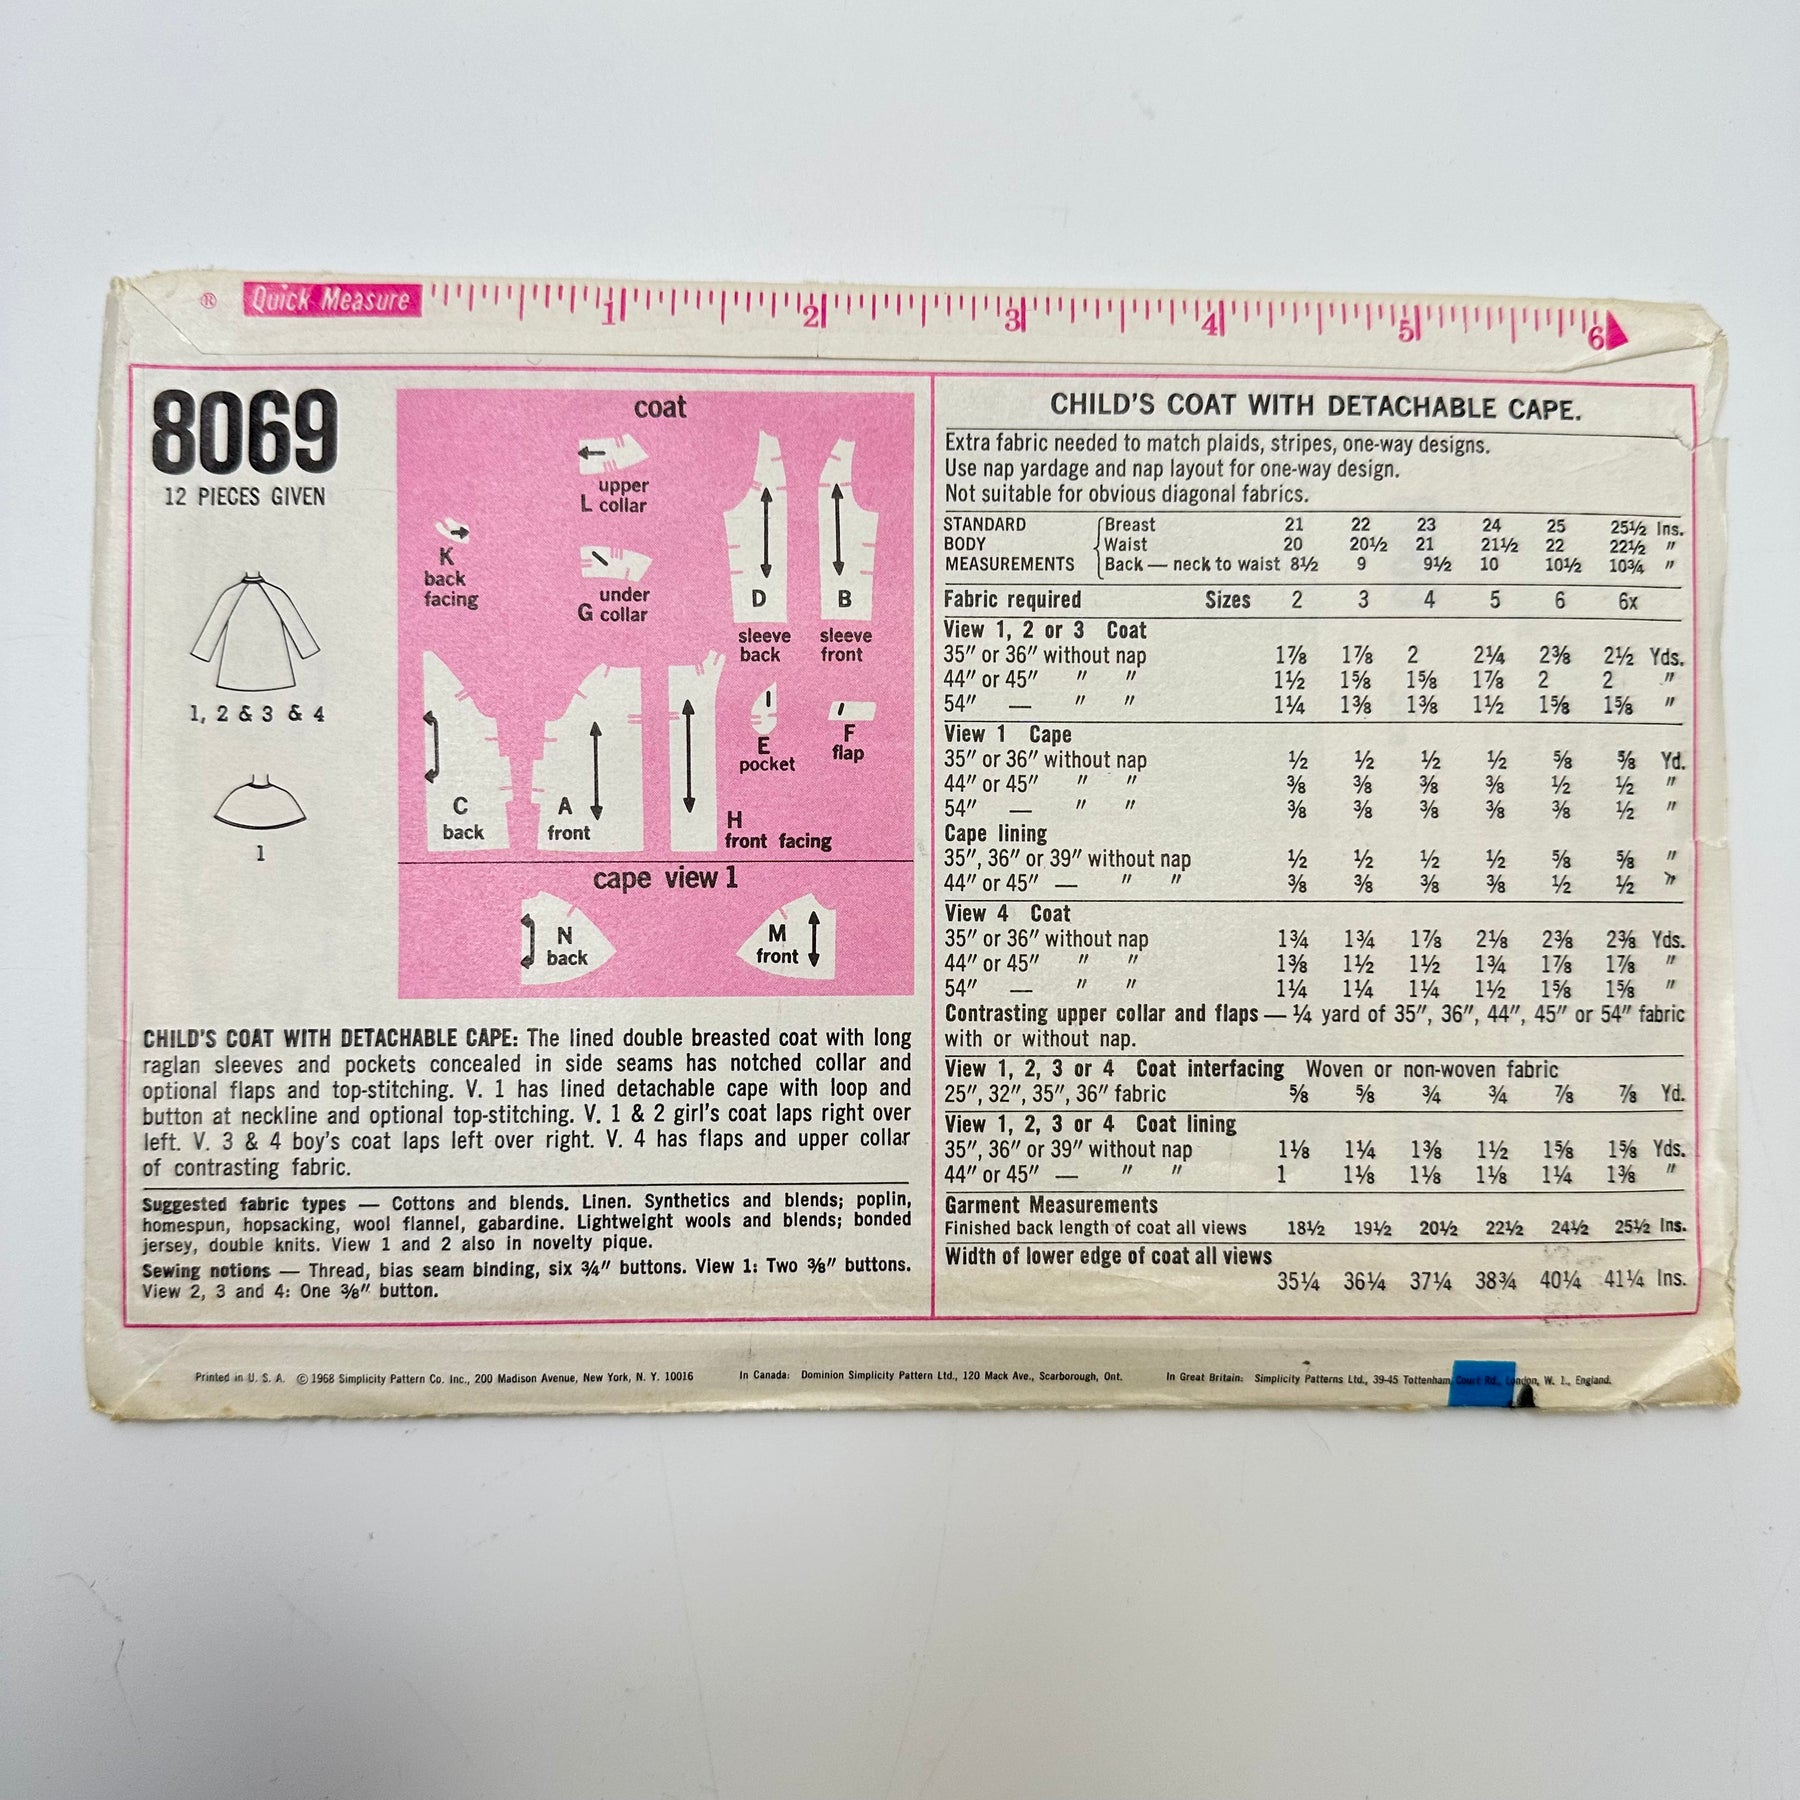 ® Quick Measure 1 2 3 4 5 6
8069
12 PIECES GIVEN
1, 2 & 3 & 4
1
coat
upper
L collar
K
back
facing
under
G collar
D
sleeve
back
B
sleeve
front
C
back
A
front
H
front facing
E
pocket
F
flap
cape view 1
N
back
M
front
CHILD'S COAT WITH DETACHABLE CAPE: The lined double breasted coat with long
raglan sleeves and pockets concealed in side seams has notched collar and
optional flaps and top-stitching. V. 1 has lined detachable cape with loop and
button at neckline and optional top-stitching. V. 1 & 2 girl's coat laps right over
left. V. 3 & 4 boy's coat laps left over right. V. 4 has flaps and upper collar
of contrasting fabric.
Suggested fabric types — Cottons and blends. Linen. Synthetics and blends; poplin,
homespun, hopsacking, wool flannel, gabardine. Lightweight wools and blends; bonded
jersey, double knits. View 1 and 2 also in novelty pique.
Sewing notions — Thread, bias seam binding, six ¾″ buttons. View 1: Two ⅜″ buttons.
View 2, 3 and 4: One ⅜″ button.
CHILD'S COAT WITH DETACHABLE CAPE.
Extra fabric needed to match plaids, stripes, one-way designs.
Use nap yardage and nap layout for one-way design.
Not suitable for obvious diagonal fabrics.
STANDARD Breast 21 22 23 24 25 25½ Ins.
BODY Waist 20 20½ 21 21½ 22 22½ ″
MEASUREMENTS Back — neck to waist 8½ 9 9½ 10 10½ 10¾ ″
Fabric required Sizes 2 3 4 5 6 6x
View 1, 2 or 3 Coat
35″ or 36″ without nap 1⅞ 1⅞ 2 2¼ 2⅜ 2½ Yds.
44″ or 45″ ″ ″ 1½ 1⅝ 1⅝ 1⅞ 2 2 ″
54″ — ″ ″ 1¼ 1⅜ 1⅜ 1½ 1⅝ 1⅝ ″
View 1 Cape
35″ or 36″ without nap ½ ½ ½ ½ ⅝ ⅝ Yd.
44″ or 45″ ″ ″ ⅜ ⅜ ⅜ ⅜ ½ ½ ″
54″ — ″ ″ ⅜ ⅜ ⅜ ⅜ ⅜ ½ ″
Cape lining
35″, 36″ or 39″ without nap ½ ½ ½ ½ ⅝ ⅝ ″
44″ or 45″ — ″ ″ ⅜ ⅜ ⅜ ⅜ ½ ½ ″
View 4 Coat
35″ or 36″ without nap 1¾ 1¾ 1⅞ 2⅛ 2⅜ 2⅜ Yds.
44″ or 45″ ″ ″ 1⅜ 1½ 1½ 1¾ 1⅞ 1⅞ ″
54″ — ″ ″ 1¼ 1¼ 1¼ 1½ 1⅝ 1⅝ ″
Contrasting upper collar and flaps — ¼ yard of 35″, 36″, 44″, 45″ or 54″ fabric
with or without nap.
View 1, 2, 3 or 4 Coat interfacing Woven or non-woven fabric
25″, 32″, 35″, 36″ fabric ⅝ ⅝ ¾ ¾ ⅞ ⅞ Yd.
View 1, 2, 3 or 4 Coat lining
35″, 36″ or 39″ without nap 1⅛ 1¼ 1⅜ 1½ 1⅝ 1⅝ Yds.
44″ or 45″ — ″ ″ 1 1⅛ 1⅛ 1⅛ 1¼ 1⅜ ″
Garment Measurements
Finished back length of coat all views 18½ 19½ 20½ 22½ 24½ 25½ Ins.
Width of lower edge of coat all views
35¼ 36¼ 37¼ 38¾ 40¼ 41¼ Ins.
Printed in U. S. A. © 1968 Simplicity Pattern Co. Inc., 200 Madison Avenue, New York, N. Y. 10016 In Canada: Dominion Simplicity Pattern Ltd., 120 Mack Ave., Scarborough, Ont. In Great Britain: Simplicity Patterns Ltd., 39-45 Tottenham Court Rd., London, W. 1., England.